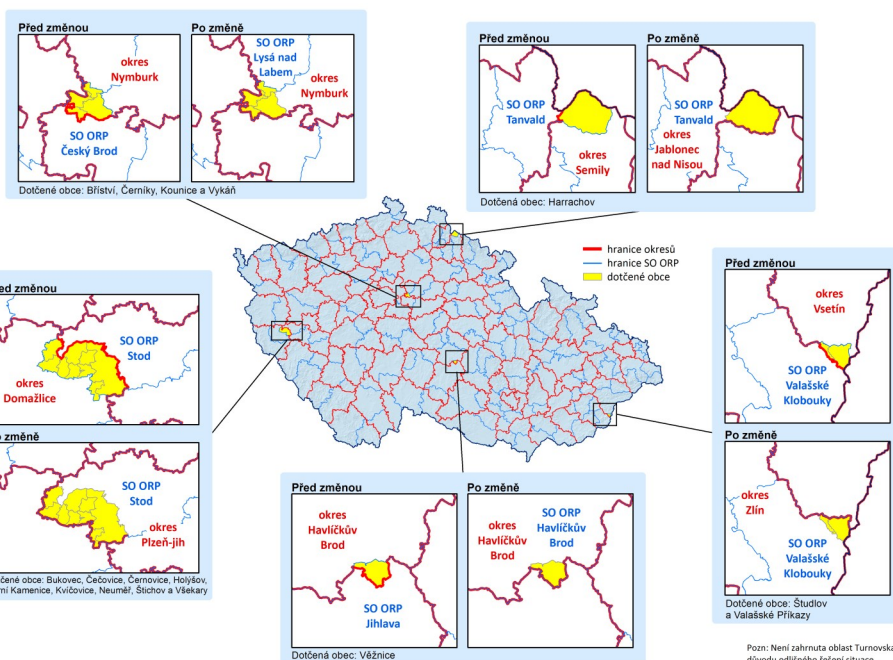 Před změnou
Po změně
okres
Nymburk
SO ORP
Český Brod
SO ORP
Lysá nad
Labem
okres
Nymburk
Dotčené obce: Bříství, Černíky, Kounice a Vykáň
Před změnou
Po změně
SO ORP
Tanvald
okres
Semily
SO ORP
Tanvald
okres
Jablonec
nad Nisou
Dotčená obec: Harrachov
hranice okresů
hranice SO ORP
dotčené obce
ed změnou
SO ORP
Stod
okres
Domažlice
změně
SO ORP
Stod
okres
Plzeň-jih
čené obce: Bukovec, Čečovice, Černovice, Holýšov,
rní Kamenice, Kvíčovice, Neuměř, Štichov a Všekary
Před změnou
okres
Vsetín
SO ORP
Valašské
Klobouky
Po změně
okres
Zlín
SO ORP
Valašské
Klobouky
Dotčené obce: Študlov
a Valašské Příkazy
Před změnou
Po změně
okres
Havlíčkův
Brod
SO ORP
Jihlava
okres
Havlíčkův
Brod
SO ORP
Havlíčkův
Brod
Dotčená obec: Věžnice
Pozn: Není zahrnuta oblast Turnovska
důvodu odlišného řešení situace